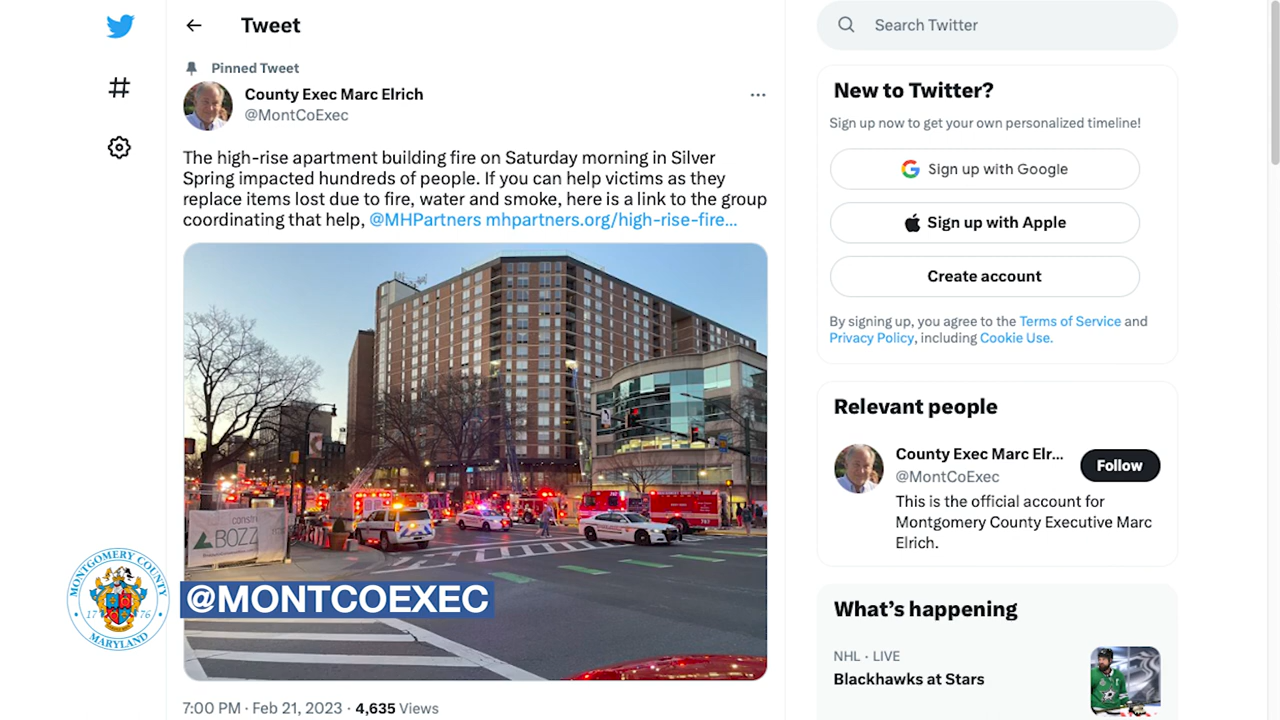 Tweet
Pinned Tweet
County Exec Marc Elrich
@MontCoExec
The high-rise apartment building fire on Saturday morning in Silver
Spring impacted hundreds of people. If you can help victims as they
replace items lost due to fire, water and smoke, here is a link to the group
coordinating that help, @MHPartners mhpartners.org/high-rise-fire...
BOZZ
MONTGOMERY COUNTY
1776
MARYLAND
@MONTCOEXEC
7:00 PM · Feb 21, 2023 · 4,635 Views
Search Twitter
New to Twitter?
Sign up now to get your own personalized timeline!
Sign up with Google
Sign up with Apple
Create account
By signing up, you agree to the Terms of Service and
Privacy Policy, including Cookie Use.
Relevant people
County Exec Marc Elr...
@MontCoExec
Follow
This is the official account for
Montgomery County Executive Marc
Elrich.
What's happening
NHL · LIVE
Blackhawks at Stars